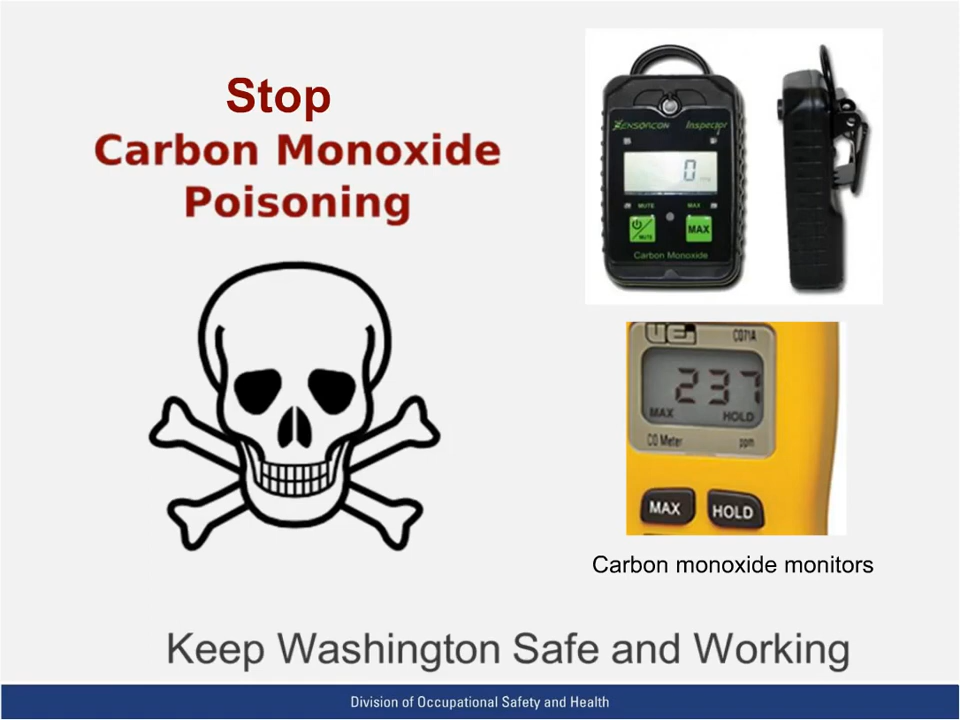 Stop
Carbon Monoxide
Poisoning
SENSORCON Inspector
0
MUTE MAX
MUTE MAX
Carbon Monoxide
UEi CO71A
237
MAX HOLD
CO Meter ppm
MAX HOLD
Carbon monoxide monitors
Keep Washington Safe and Working
Division of Occupational Safety and Health